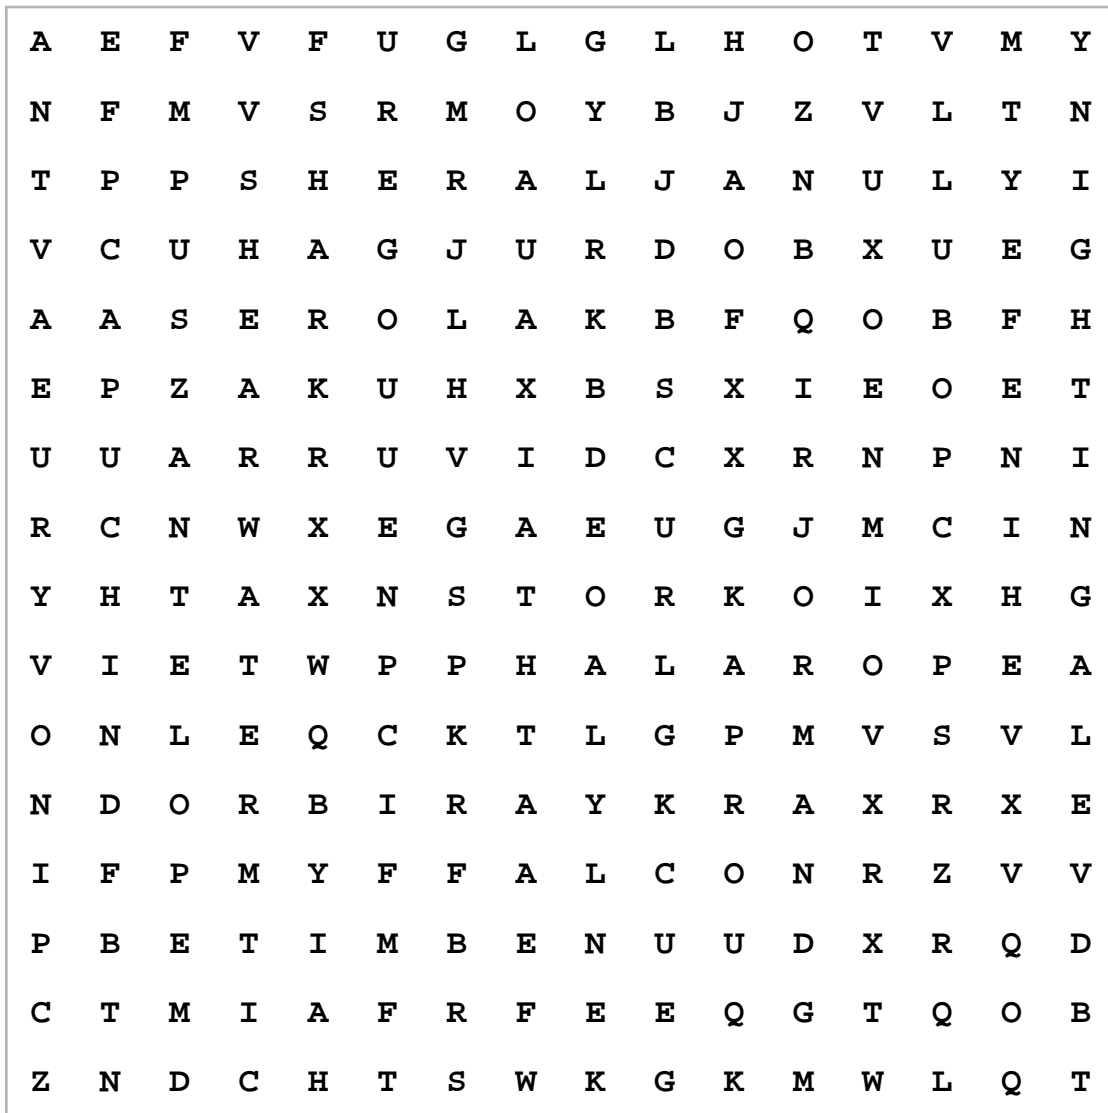 A E F V F U G L G L H O T V M Y
N F M V S R M O Y B J Z V L T N
T P P S H E R A L J A N U L Y I
V C U H A G J U R D O B X U E G
A A S E R O L A K B F Q O B F H
E P Z A K U H X B S X I E O E T
U U A R R U V I D C X R N P N I
R C N W X E G A E U G J M C I N
Y H T A X N S T O R K O I X H G
V I E T W P P H A L A R O P E A
O N L E Q C K T L G P M V S V L
N D O R B I R A Y K R A X R X E
I F P M Y F F A L C O N R Z V V
P B E T I M B E N U U D X R Q D
C T M I A F R F E E Q G T Q O B
Z N D C H T S W K G K M W L Q T